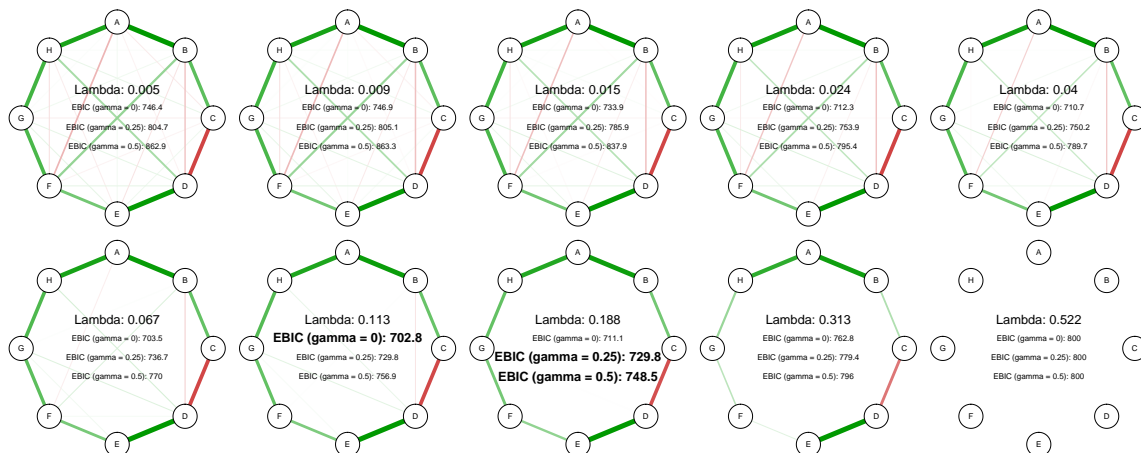 A
H
B
Lambda: 0.005
EBIC (gamma = 0): 746.4
G
C
EBIC (gamma = 0.25): 804.7
EBIC (gamma = 0.5): 862.9
F
D
E
A
H
B
Lambda: 0.009
EBIC (gamma = 0): 746.9
G
C
EBIC (gamma = 0.25): 805.1
EBIC (gamma = 0.5): 863.3
F
D
E
A
H
B
Lambda: 0.015
EBIC (gamma = 0): 733.9
G
C
EBIC (gamma = 0.25): 785.9
EBIC (gamma = 0.5): 837.9
F
D
E
A
H
B
Lambda: 0.024
EBIC (gamma = 0): 712.3
G
C
EBIC (gamma = 0.25): 753.9
EBIC (gamma = 0.5): 795.4
F
D
E
A
H
B
Lambda: 0.04
EBIC (gamma = 0): 710.7
G
C
EBIC (gamma = 0.25): 750.2
EBIC (gamma = 0.5): 789.7
F
D
E
A
H
B
Lambda: 0.067
EBIC (gamma = 0): 703.5
G
C
EBIC (gamma = 0.25): 736.7
EBIC (gamma = 0.5): 770
F
D
E
A
H
B
Lambda: 0.113
EBIC (gamma = 0): 702.8
G
C
EBIC (gamma = 0.25): 729.8
EBIC (gamma = 0.5): 756.9
F
D
E
A
H
B
Lambda: 0.188
EBIC (gamma = 0): 711.1
G
C
EBIC (gamma = 0.25): 729.8
EBIC (gamma = 0.5): 748.5
F
D
E
A
H
B
Lambda: 0.313
EBIC (gamma = 0): 762.8
G
C
EBIC (gamma = 0.25): 779.4
EBIC (gamma = 0.5): 796
F
D
E
A
H
B
Lambda: 0.522
EBIC (gamma = 0): 800
G
C
EBIC (gamma = 0.25): 800
EBIC (gamma = 0.5): 800
F
D
E